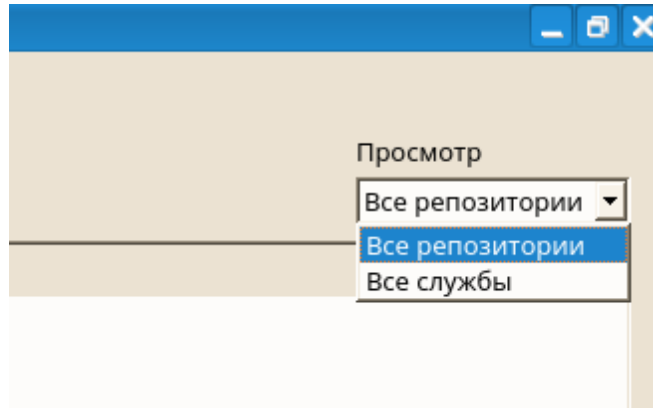 Просмотр
Все репозитории
Все репозитории
Все службы